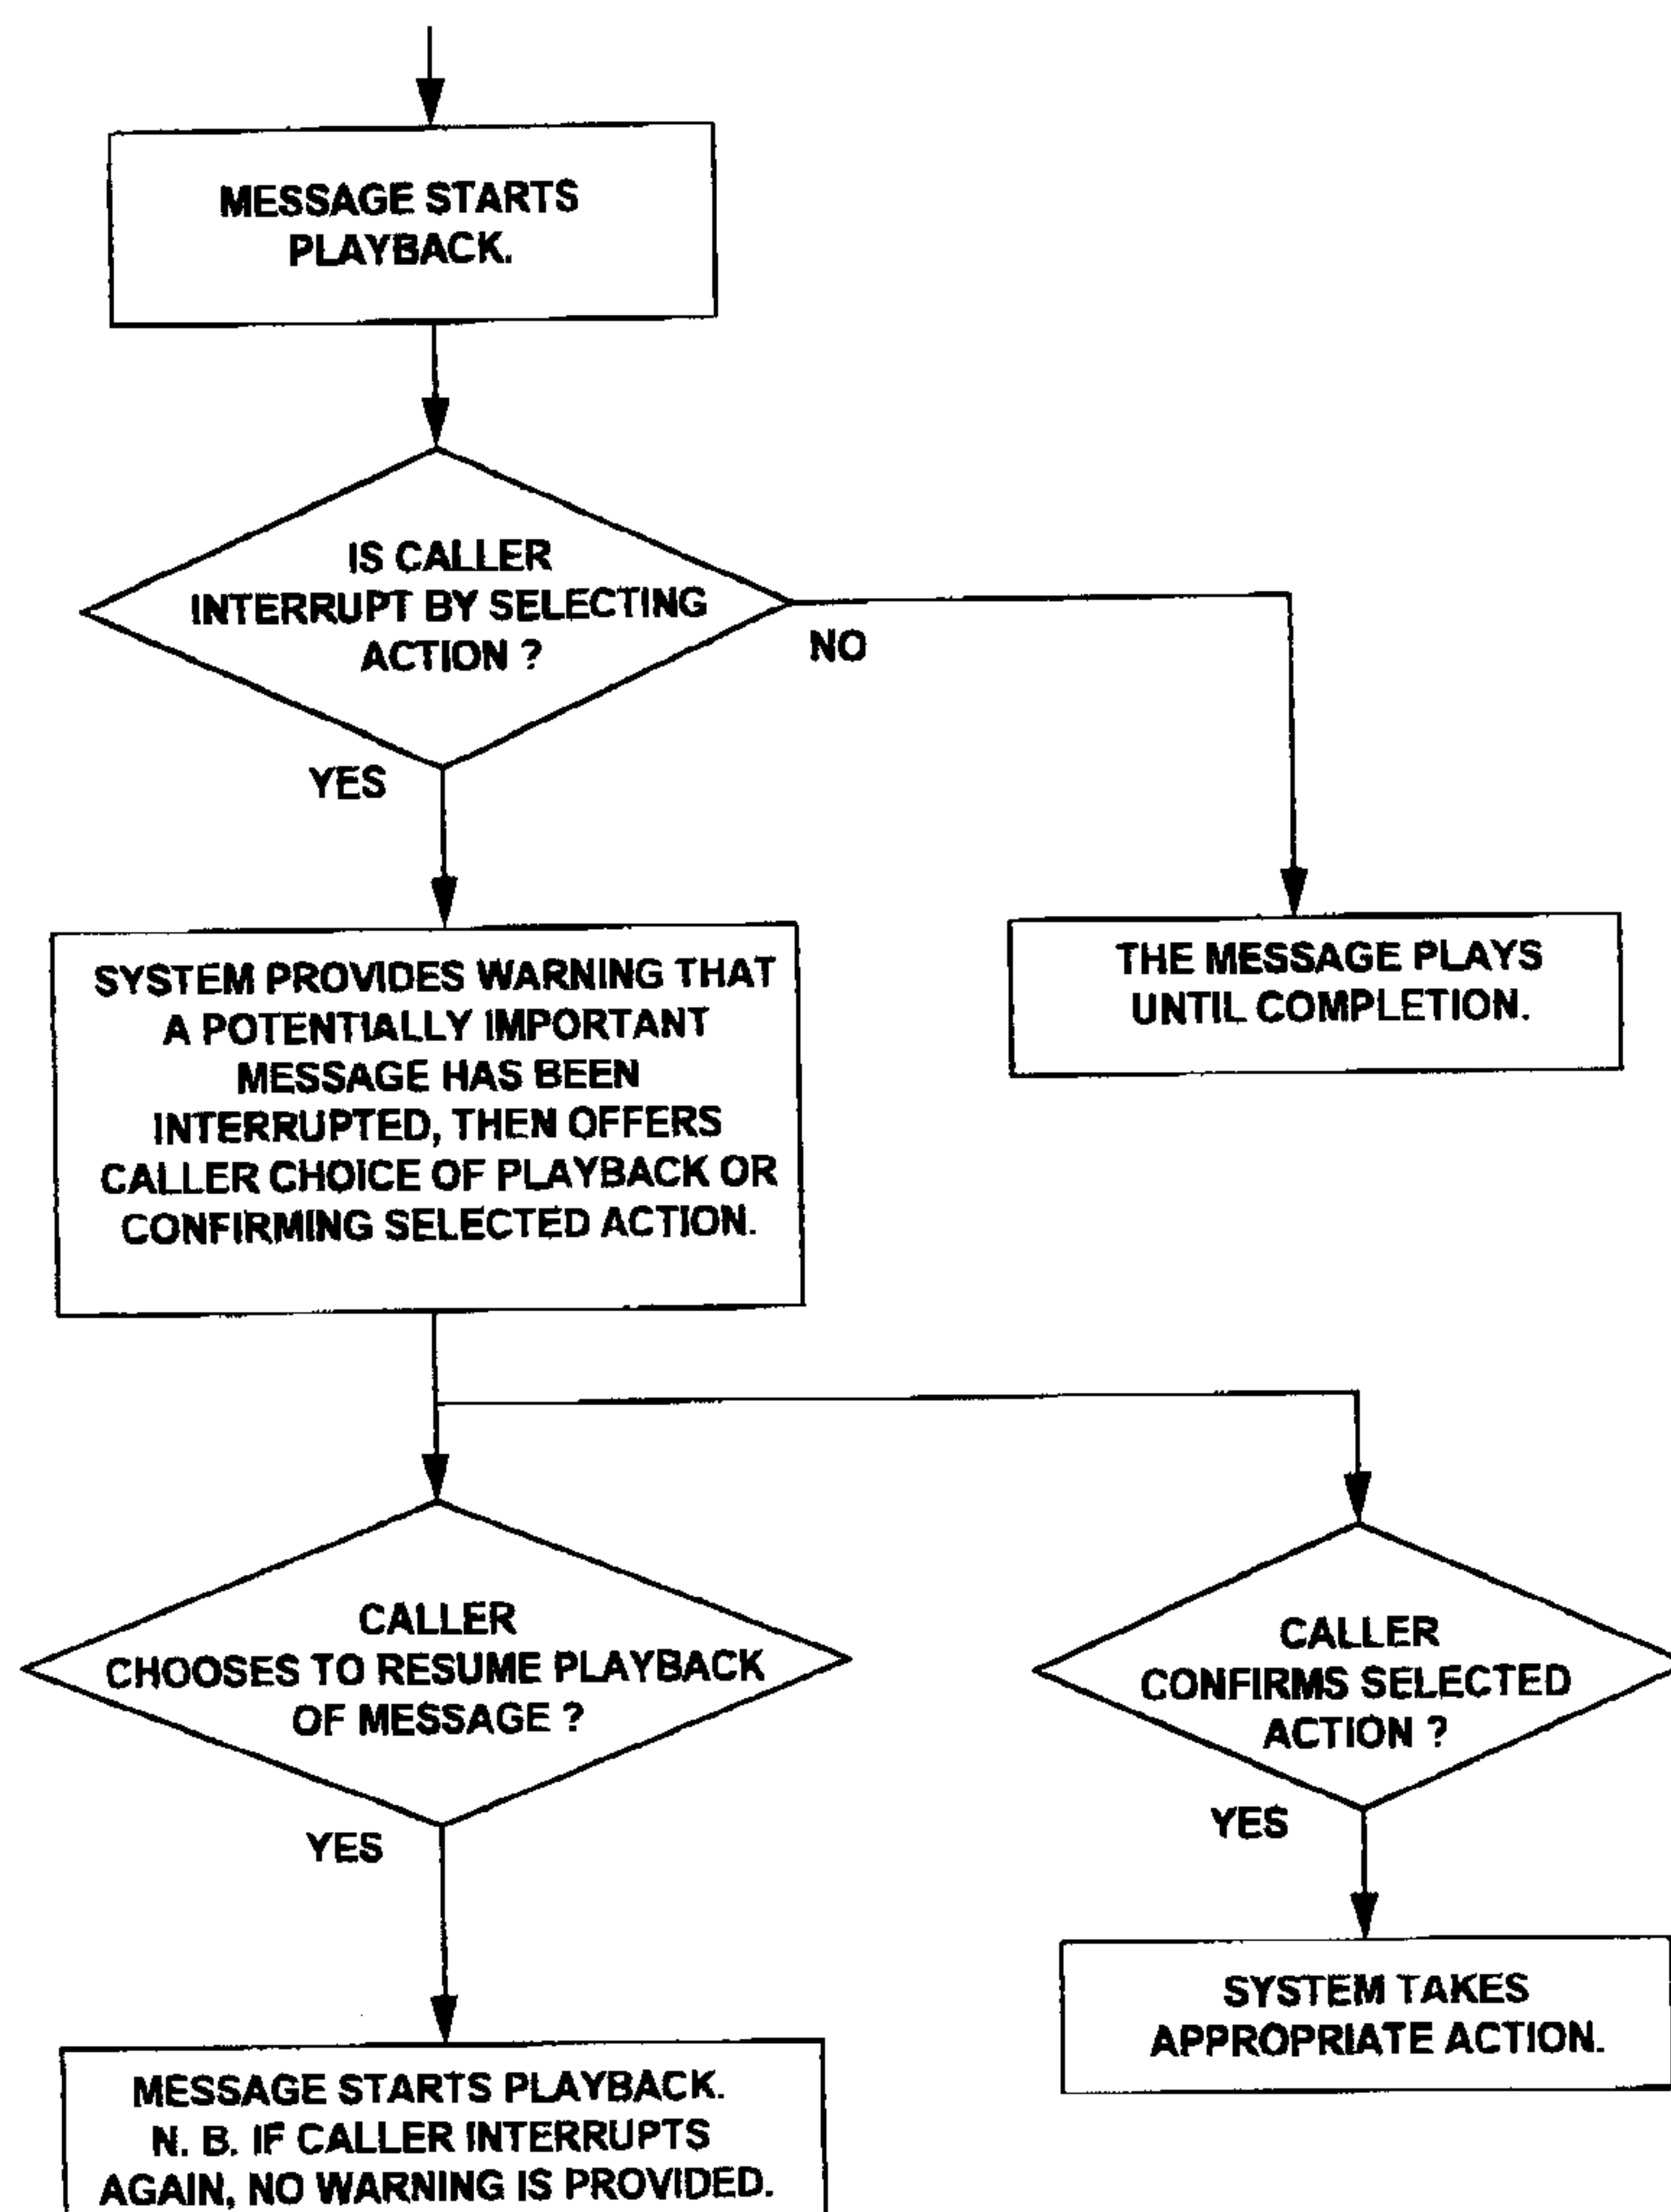 MESSAGE STARTS
PLAYBACK.
IS CALLER
INTERRUPT BY SELECTING
ACTION ?
NO
YES
SYSTEM PROVIDES WARNING THAT
A POTENTIALLY IMPORTANT
MESSAGE HAS BEEN
INTERRUPTED, THEN OFFERS
CALLER CHOICE OF PLAYBACK OR
CONFIRMING SELECTED ACTION.
THE MESSAGE PLAYS
UNTIL COMPLETION.
CALLER
CHOOSES TO RESUME PLAYBACK
OF MESSAGE ?
YES
CALLER
CONFIRMS SELECTED
ACTION ?
YES
SYSTEM TAKES
APPROPRIATE ACTION.
MESSAGE STARTS PLAYBACK.
N. B. IF CALLER INTERRUPTS
AGAIN, NO WARNING IS PROVIDED.